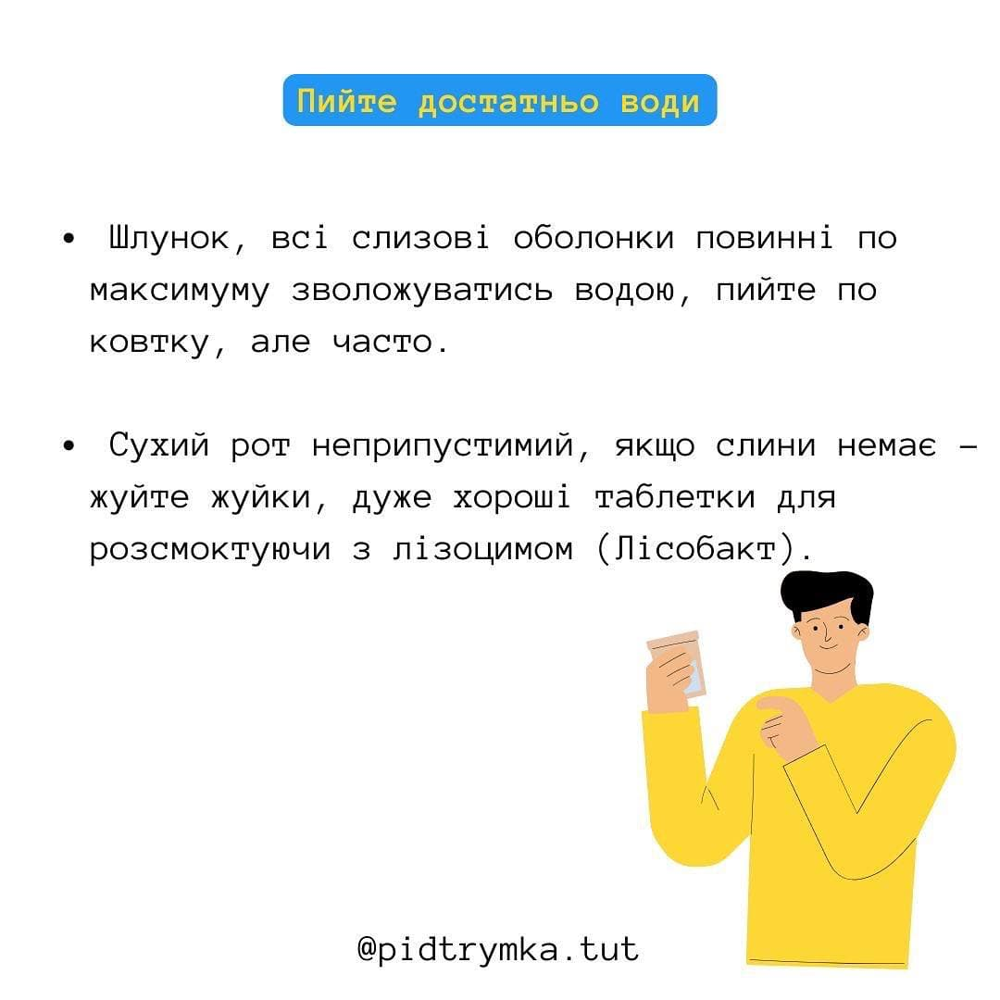 Пийте достатньо води
• Шлунок, всі слизові оболонки повинні по
максимуму зволожуватись водою, пийте по
ковтку, але часто.
• Сухий рот неприпустимий, якщо слини немає –
жуйте жуйки, дуже хороші таблетки для
розсмоктуючи з лізоцимом (Лісобакт).
@pidtrymka.tut